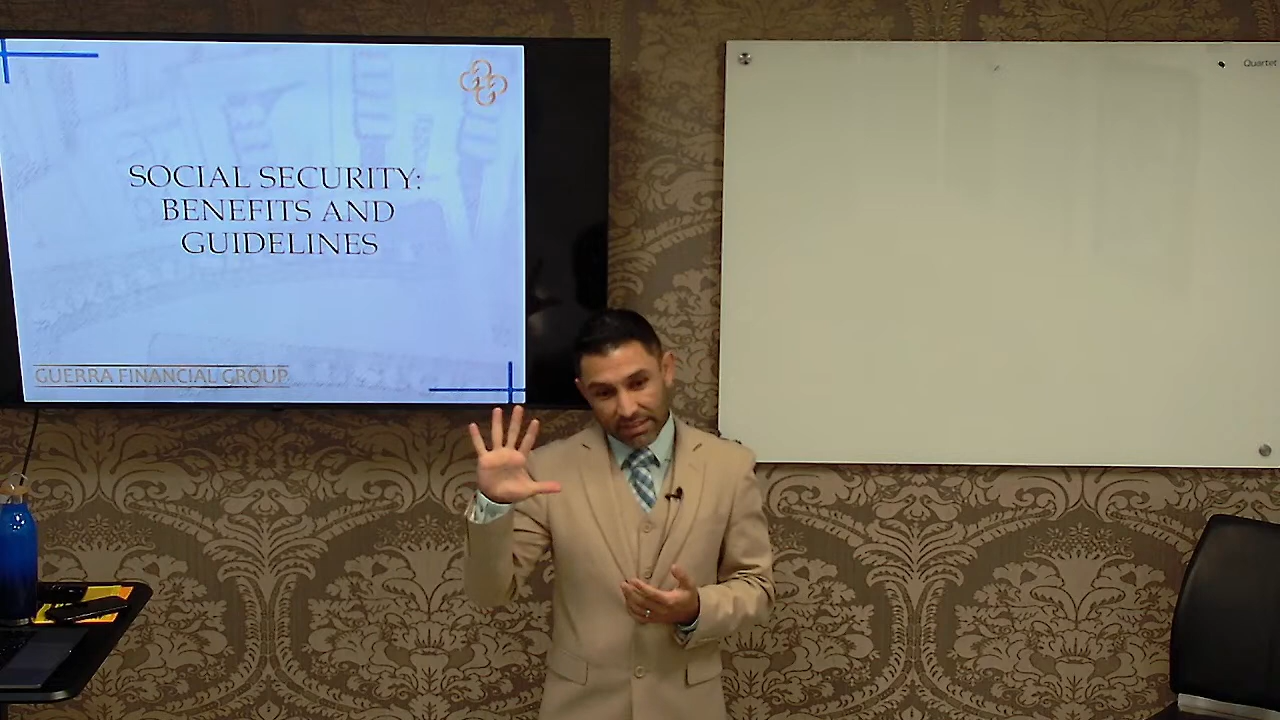 SOCIAL SECURITY:
BENEFITS AND
GUIDELINES
GUERRA FINANCIAL GROUP
Quartet